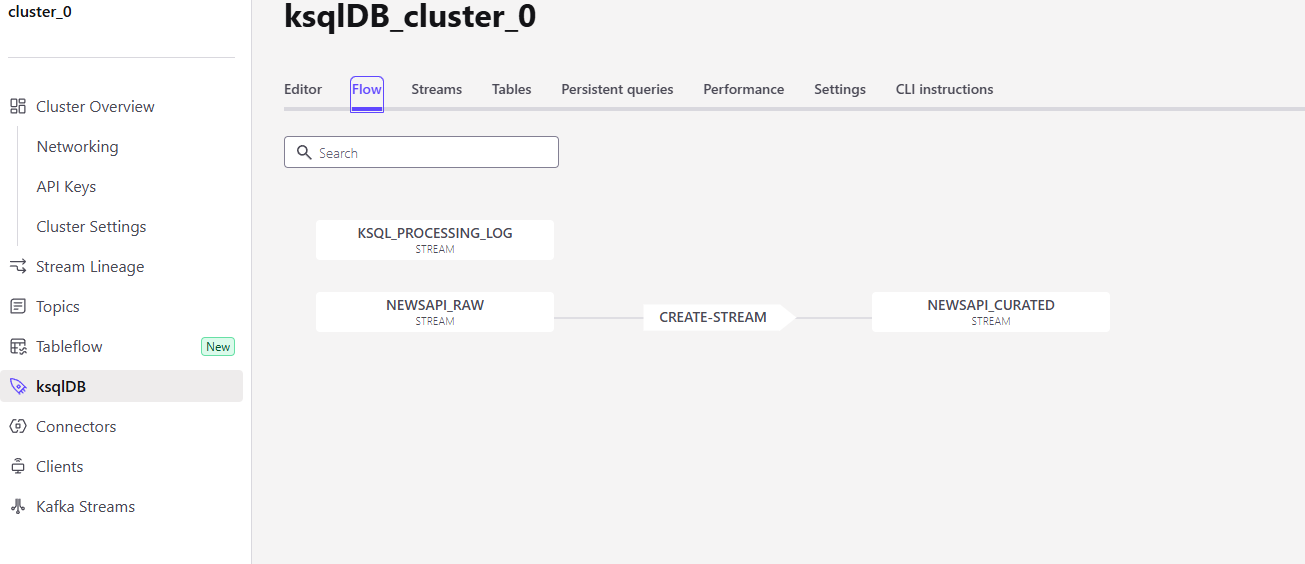 cluster_0
ksqlDB_cluster_0
Editor Flow Streams Tables Persistent queries Performance Settings CLI instructions
Search
Cluster Overview
Networking
API Keys
Cluster Settings
Stream Lineage
Topics
Tableflow New
ksqlDB
Connectors
Clients
Kafka Streams
KSQL_PROCESSING_LOG
STREAM
NEWSAPI_RAW
STREAM
CREATE-STREAM
NEWSAPI_CURATED
STREAM